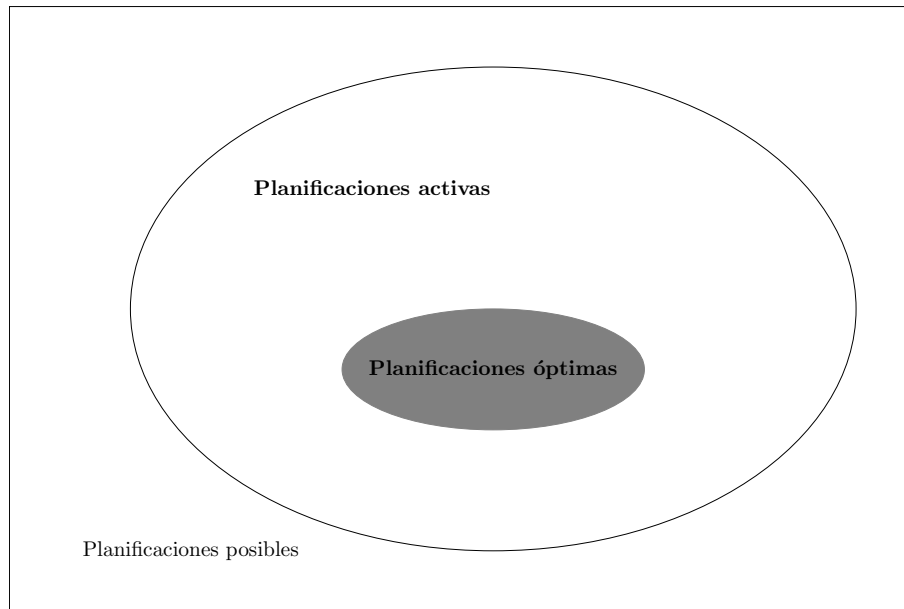 Planificaciones activas
Planificaciones óptimas
Planificaciones posibles